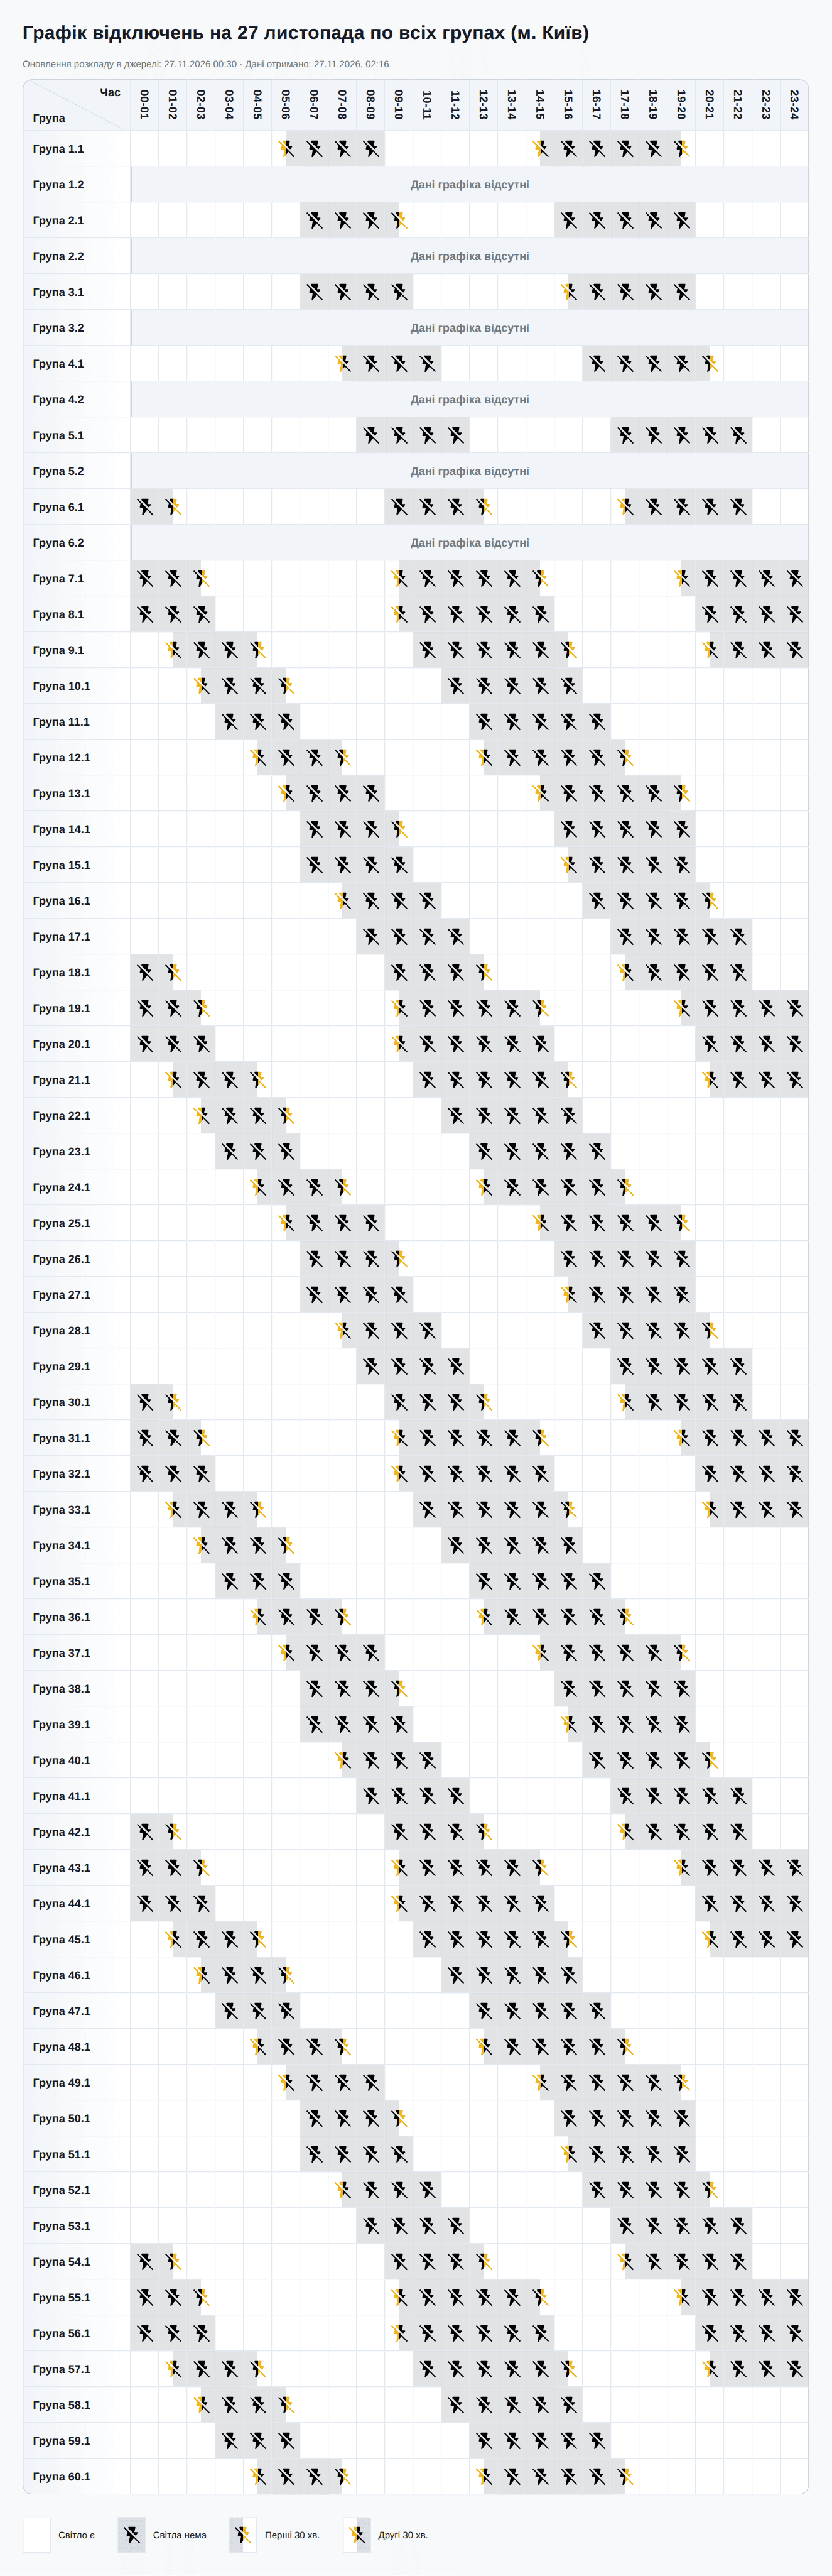 Графік відключень на 27 листопада по всіх групах (м. Київ)
Оновлення розкладу в джерелі: 27.11.2026 00:30 · Дані отримано: 27.11.2026, 02:16
Час
Група
00-01 01-02 02-03 03-04 04-05 05-06 06-07 07-08 08-09 09-10 10-11 11-12 12-13 13-14 14-15 15-16 16-17 17-18 18-19 19-20 20-21 21-22 22-23 23-24
Група 1.1
Група 1.2 Дані графіка відсутні
Група 2.1
Група 2.2 Дані графіка відсутні
Група 3.1
Група 3.2 Дані графіка відсутні
Група 4.1
Група 4.2 Дані графіка відсутні
Група 5.1
Група 5.2 Дані графіка відсутні
Група 6.1
Група 6.2 Дані графіка відсутні
Група 7.1
Група 8.1
Група 9.1
Група 10.1
Група 11.1
Група 12.1
Група 13.1
Група 14.1
Група 15.1
Група 16.1
Група 17.1
Група 18.1
Група 19.1
Група 20.1
Група 21.1
Група 22.1
Група 23.1
Група 24.1
Група 25.1
Група 26.1
Група 27.1
Група 28.1
Група 29.1
Група 30.1
Група 31.1
Група 32.1
Група 33.1
Група 34.1
Група 35.1
Група 36.1
Група 37.1
Група 38.1
Група 39.1
Група 40.1
Група 41.1
Група 42.1
Група 43.1
Група 44.1
Група 45.1
Група 46.1
Група 47.1
Група 48.1
Група 49.1
Група 50.1
Група 51.1
Група 52.1
Група 53.1
Група 54.1
Група 55.1
Група 56.1
Група 57.1
Група 58.1
Група 59.1
Група 60.1
Світло є Світла нема Перші 30 хв. Другі 30 хв.